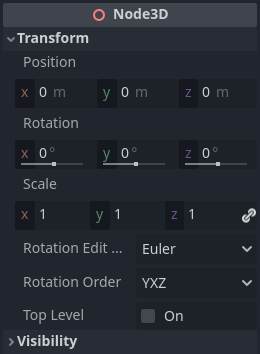 Node3D
Transform
Position
x 0 m y 0 m z 0 m
Rotation
x 0 ° y 0 ° z 0 °
Scale
x 1 y 1 z 1
Rotation Edit ... Euler
Rotation Order YXZ
Top Level On
Visibility